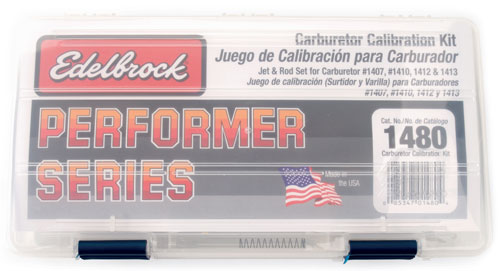 Edelbrock
Carburetor Calibration Kit
Juego de Calibración para Carburador
Jet & Rod Set for Carburetor #1407, #1410, 1412 & 1413
Juego de calibración (Surtidor y Varilla) para Carburadores
#1407, #1410, 1412 y 1413
PERFORMER
SERIES
Cat. No./No. de Catálogo
1480
Carburetor Calibration Kit
Made in
the USA